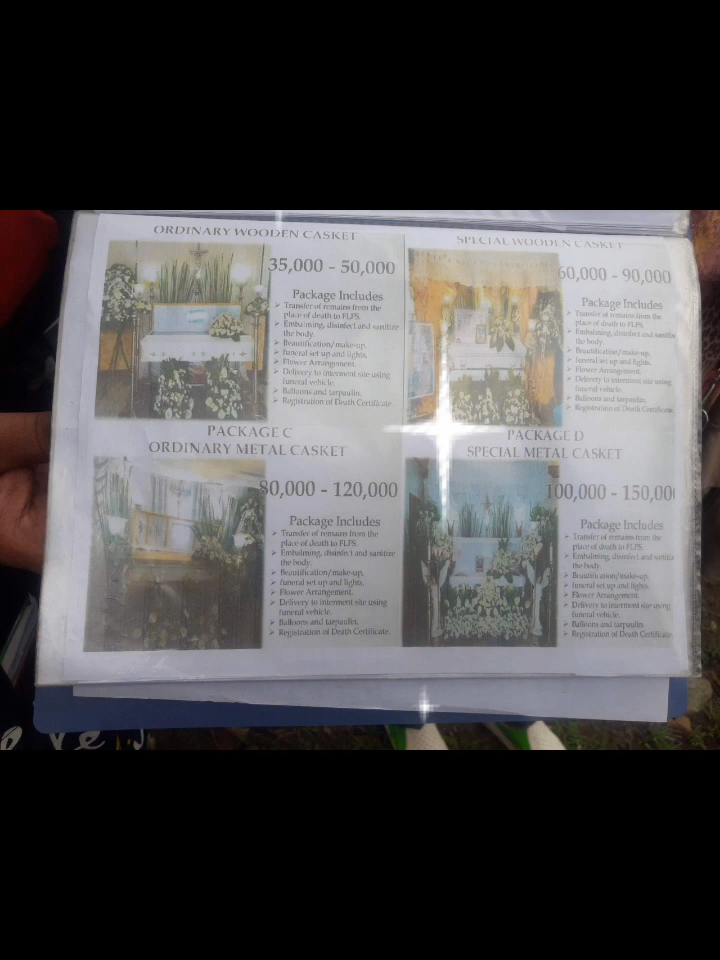 ORDINARY WOODEN CASKET
35,000 - 50,000
Package Includes
➢ Transfer of remains from the
place of death to FLFS.
➢ Embalming, disinfect and sanitize
the body.
➢ Beautification/make-up.
➢ funeral set up and lights.
➢ Flower Arrangement.
➢ Delivery to interment site using
funeral vehicle.
➢ Balloons and tarpaulin.
➢ Registration of Death Certificate.
SPECIAL WOODEN CASKET
60,000 - 90,000
Package Includes
➢ Transfer of remains from the
place of death to FLFS.
➢ Embalming, disinfect and sanitiz
the body.
➢ Beautification/make-up.
➢ funeral set up and lights.
➢ Flower Arrangement.
➢ Delivery to interment site using
funeral vehicle.
➢ Balloons and tarpaulin.
➢ Registration of Death Certificate.
PACKAGE C
ORDINARY METAL CASKET
80,000 - 120,000
Package Includes
➢ Transfer of remains from the
place of death to FLFS.
➢ Embalming, disinfect and sanitize
the body.
➢ Beautification/make-up.
➢ funeral set up and lights.
➢ Flower Arrangement.
➢ Delivery to interment site using
funeral vehicle.
➢ Balloons and tarpaulin.
➢ Registration of Death Certificate.
PACKAGE D
SPECIAL METAL CASKET
100,000 - 150,000
Package Includes
➢ Transfer of remains from the
place of death to FLFS.
➢ Embalming, disinfect and sanitiz
the body.
➢ Beautification/make-up.
➢ funeral set up and lights.
➢ Flower Arrangement.
➢ Delivery to interment site using
funeral vehicle.
➢ Balloons and tarpaulin
➢ Registration of Death Certificate